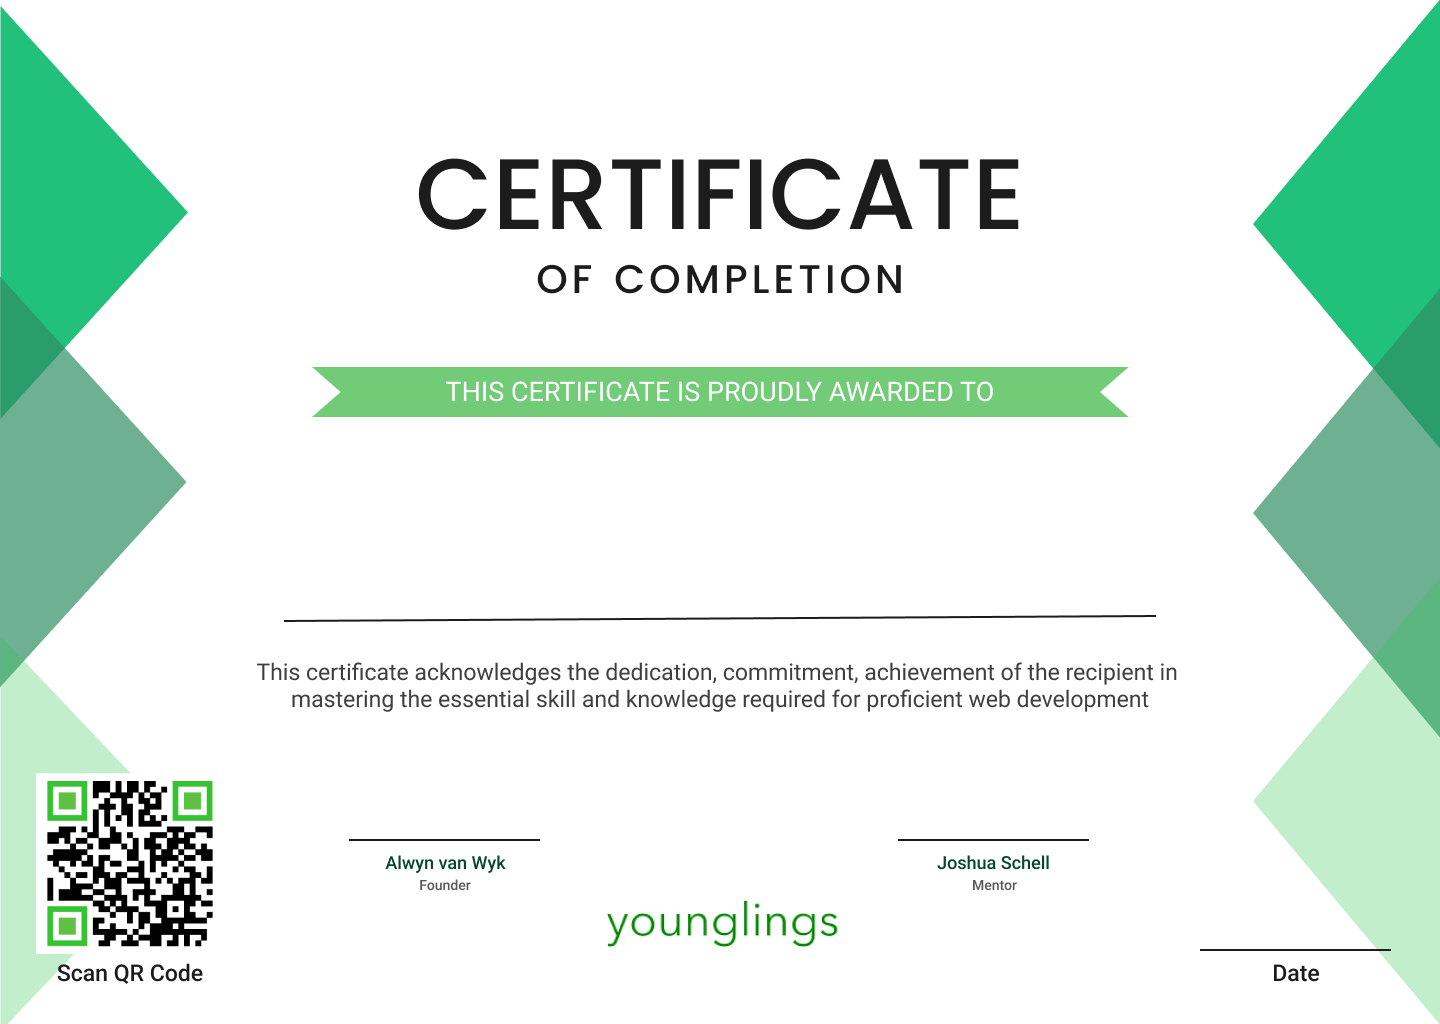 CERTIFICATE
OF COMPLETION
THIS CERTIFICATE IS PROUDLY AWARDED TO
This certificate acknowledges the dedication, commitment, achievement of the recipient in
mastering the essential skill and knowledge required for proficient web development
Alwyn van Wyk
Founder
Joshua Schell
Mentor
younglings
Scan QR Code
Date